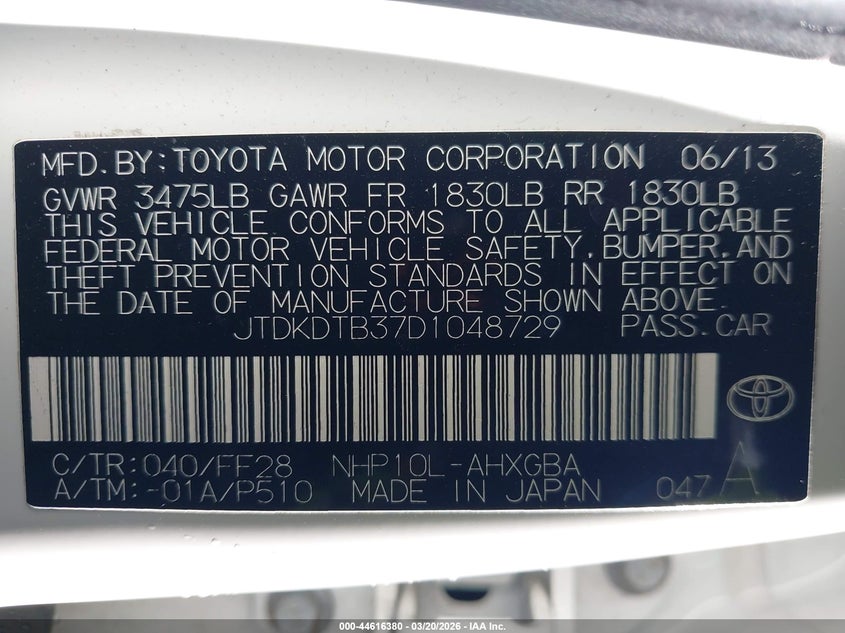 MFD.BY:TOYOTA MOTOR CORPORATION 06/13
GVWR 3475LB GAWR FR 1830LB RR 1830LB
THIS VEHICLE CONFORMS TO ALL APPLICABLE
FEDERAL MOTOR VEHICLE SAFETY,BUMPER,AND
THEFT PREVENTION STANDARDS IN EFFECT ON
THE DATE OF MANUFACTURE SHOWN ABOVE.
JTDKDTB37D1048729 PASS.CAR
C/TR:040/FF28 NHP10L-AHXGBA
A/TM:-01A/P510 MADE IN JAPAN 047 A
000-44616380 - 03/20/2026 - IAA Inc.